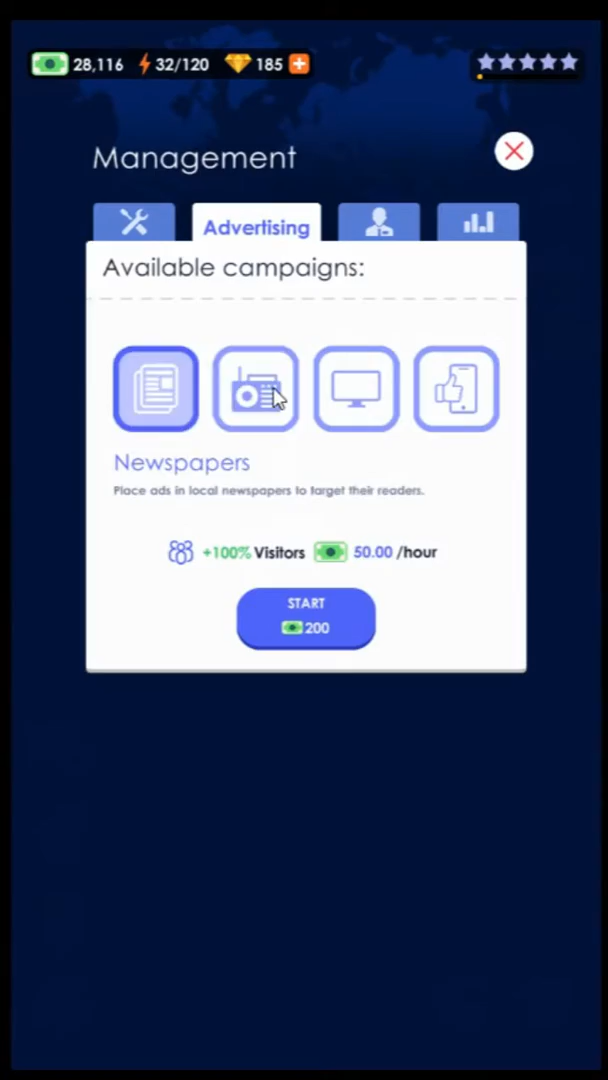 28,116 32/120 185
Management
Advertising
Available campaigns:
Newspapers
Place ads in local newspapers to target their readers.
+100% Visitors 50.00 /hour
START
200